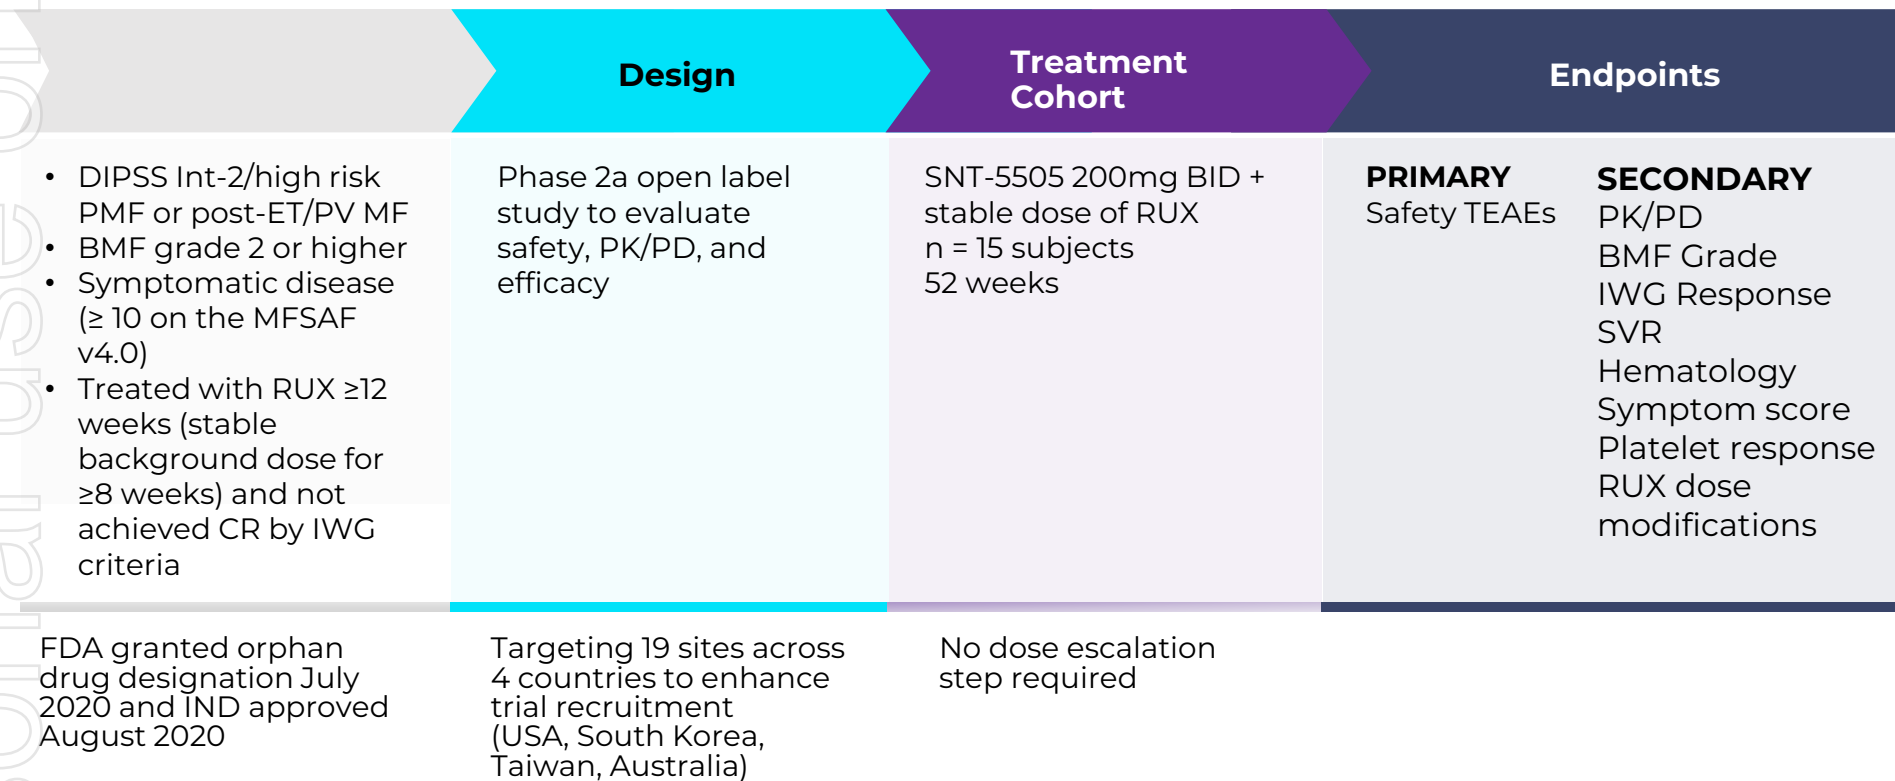 Design
Treatment
Cohort
Endpoints
• DIPSS Int-2/high risk
PMF or post-ET/PV MF
• BMF grade 2 or higher
• Symptomatic disease
(≥ 10 on the MFSAF
v4.0)
• Treated with RUX ≥12
weeks (stable
background dose for
≥8 weeks) and not
achieved CR by IWG
criteria
Phase 2a open label
study to evaluate
safety, PK/PD, and
efficacy
SNT-5505 200mg BID +
stable dose of RUX
n = 15 subjects
52 weeks
PRIMARY
Safety TEAEs
SECONDARY
PK/PD
BMF Grade
IWG Response
SVR
Hematology
Symptom score
Platelet response
RUX dose
modifications
FDA granted orphan
drug designation July
2020 and IND approved
August 2020
Targeting 19 sites across
4 countries to enhance
trial recruitment
(USA, South Korea,
Taiwan, Australia)
No dose escalation
step required
use